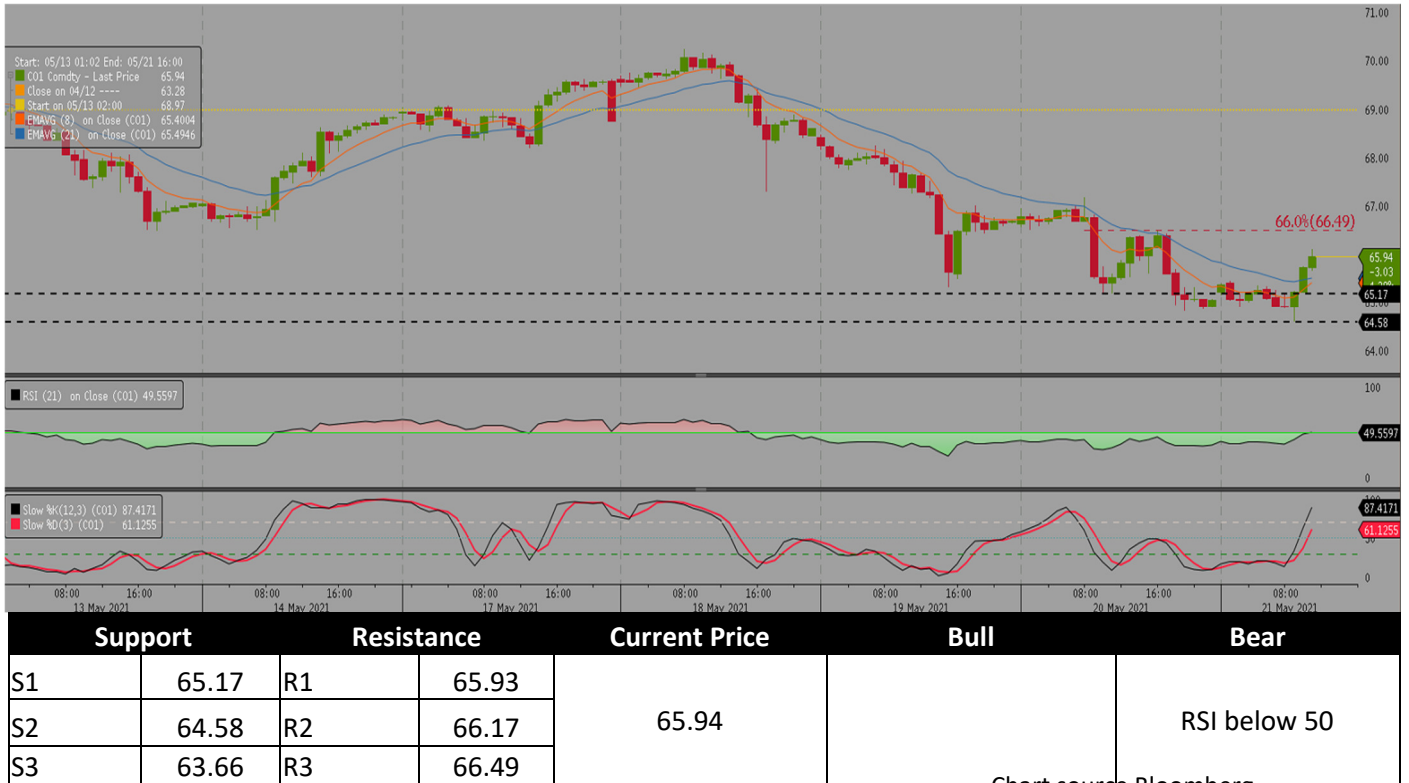 71.00
Start: 05/13 01:02 End: 05/21 16:00
CO1 Comdty - Last Price 65.94
Close on 04/12 ---- 63.28
Start on 05/13 02:00 68.97
EMAVG (8) on Close (CO1) 65.4004
EMAVG (21) on Close (CO1) 65.4946
70.00
69.00
68.00
67.00
66.0%(66.49)
65.94
-3.03
65.17
64.58
64.00
RSI (21) on Close (CO1) 49.5597
100
49.5597
0
Slow %K(12,3) (CO1) 87.4171
Slow %D(3) (CO1) 61.1255
100
87.4171
61.1255
50
0
08:00 16:00 08:00 16:00 08:00 16:00 08:00 16:00 08:00 16:00 08:00 16:00 08:00
13 May 2021 14 May 2021 17 May 2021 18 May 2021 19 May 2021 20 May 2021 21 May 2021
Support Resistance Current Price Bull Bear
S1 65.17 R1 65.93
S2 64.58 R2 66.17 65.94 RSI below 50
S3 63.66 R3 66.49
Chart source Bloomberg